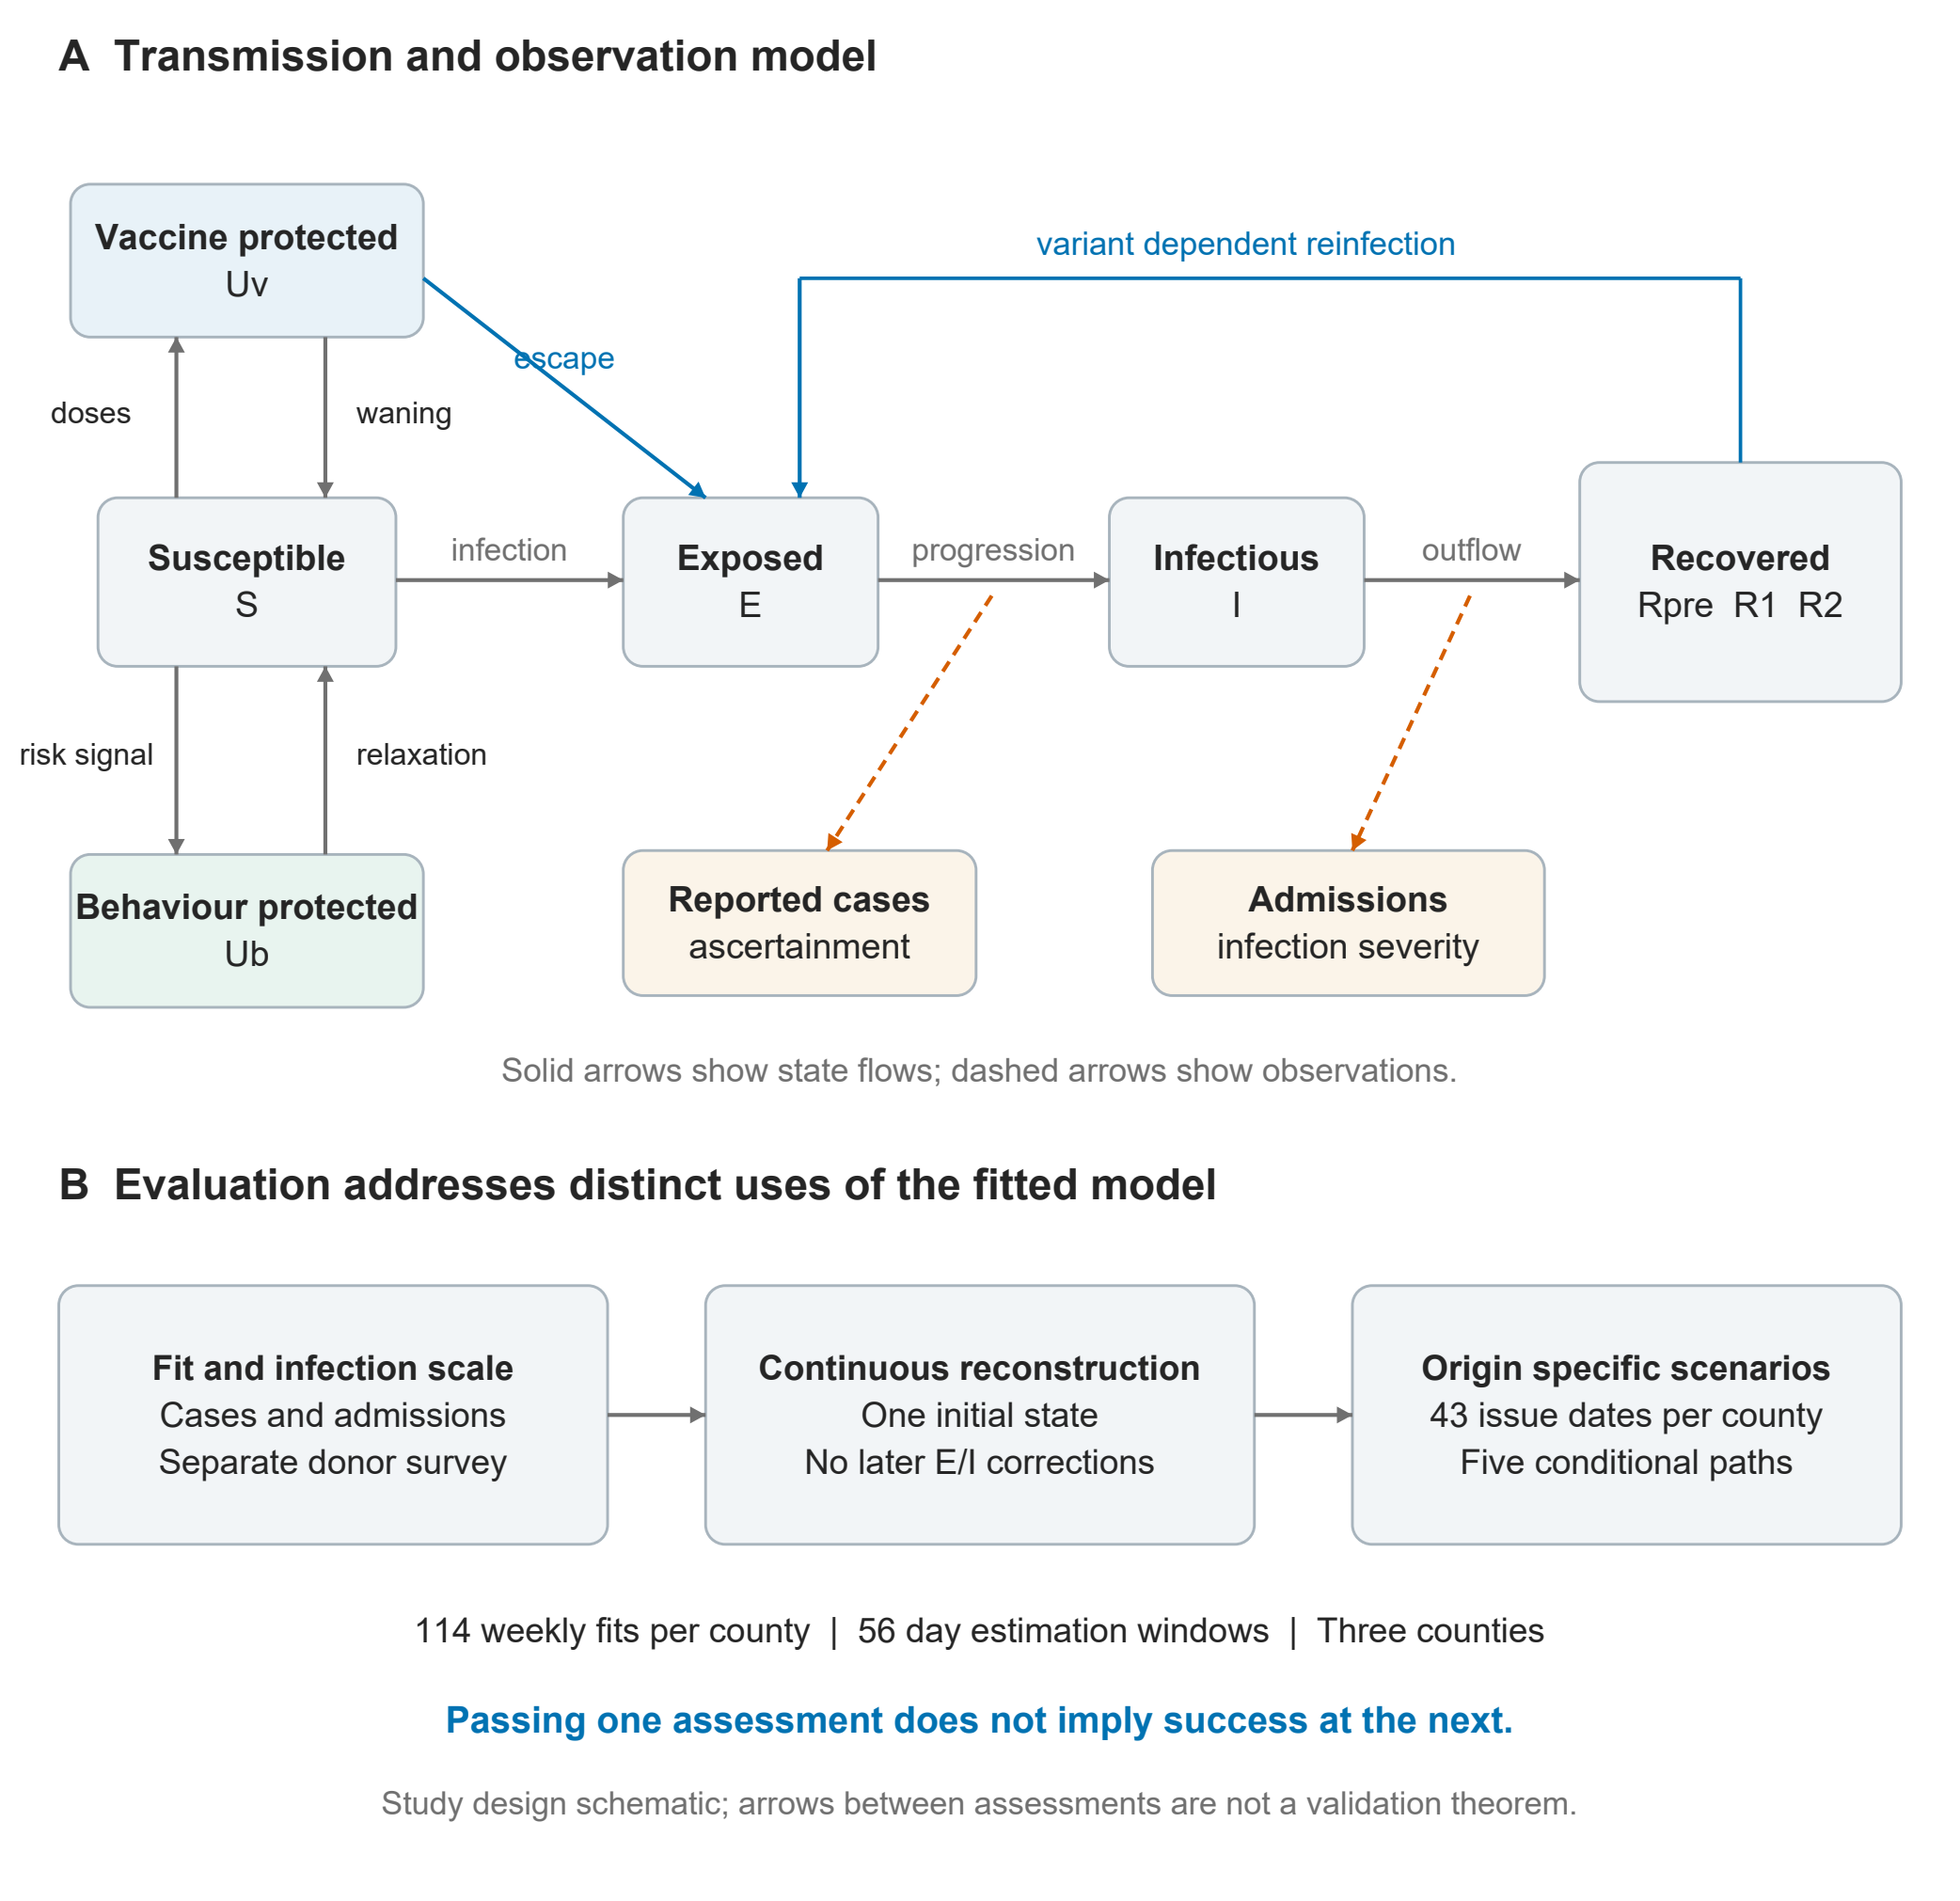 A Transmission and observation model
Vaccine protected
Uv
variant dependent reinfection
escape
doses
waning
Susceptible
S
infection
Exposed
E
progression
Infectious
I
outflow
Recovered
Rpre R1 R2
risk signal
relaxation
Behaviour protected
Ub
Reported cases
ascertainment
Admissions
infection severity
Solid arrows show state flows; dashed arrows show observations.
B Evaluation addresses distinct uses of the fitted model
Fit and infection scale
Cases and admissions
Separate donor survey
Continuous reconstruction
One initial state
No later E/I corrections
Origin specific scenarios
43 issue dates per county
Five conditional paths
114 weekly fits per county | 56 day estimation windows | Three counties
Passing one assessment does not imply success at the next.
Study design schematic; arrows between assessments are not a validation theorem.